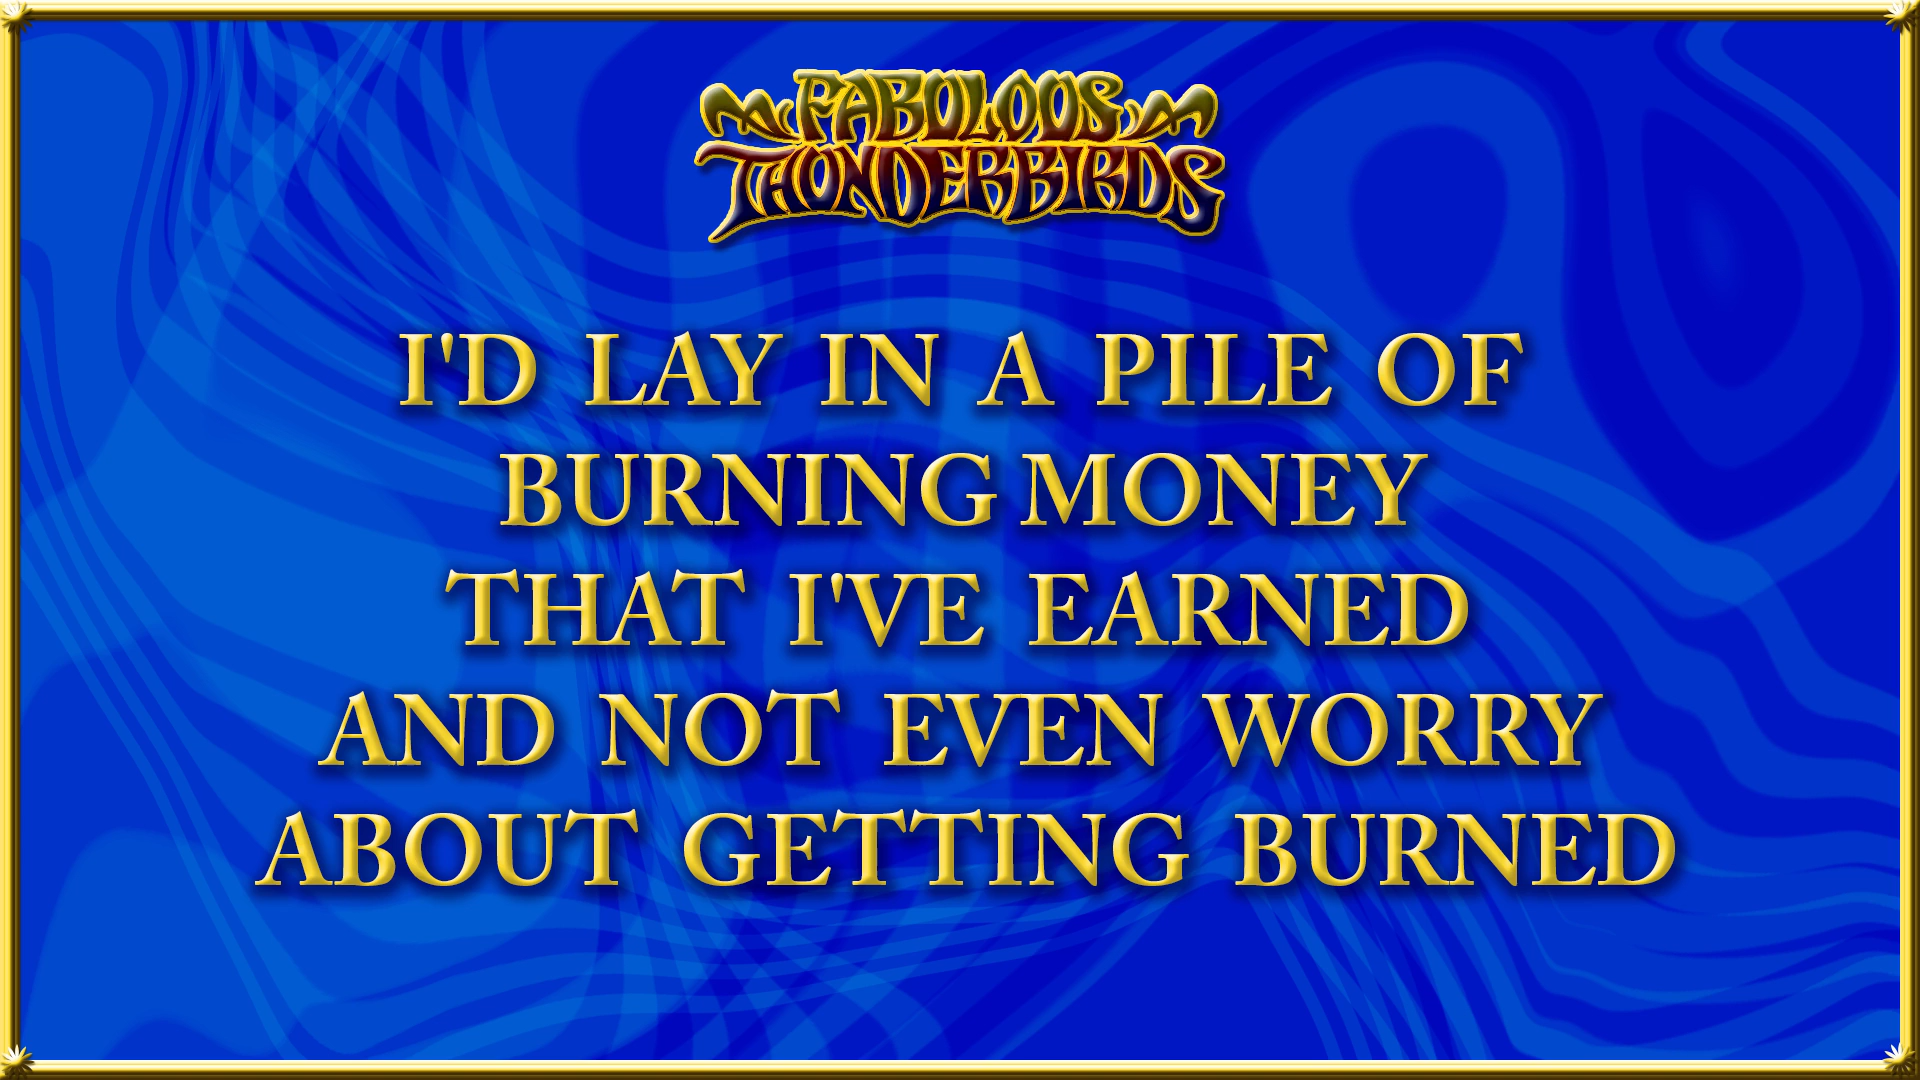 FABULOUS
THUNDERBIRDS
I'D LAY IN A PILE OF
BURNING MONEY
THAT I'VE EARNED
AND NOT EVEN WORRY
ABOUT GETTING BURNED